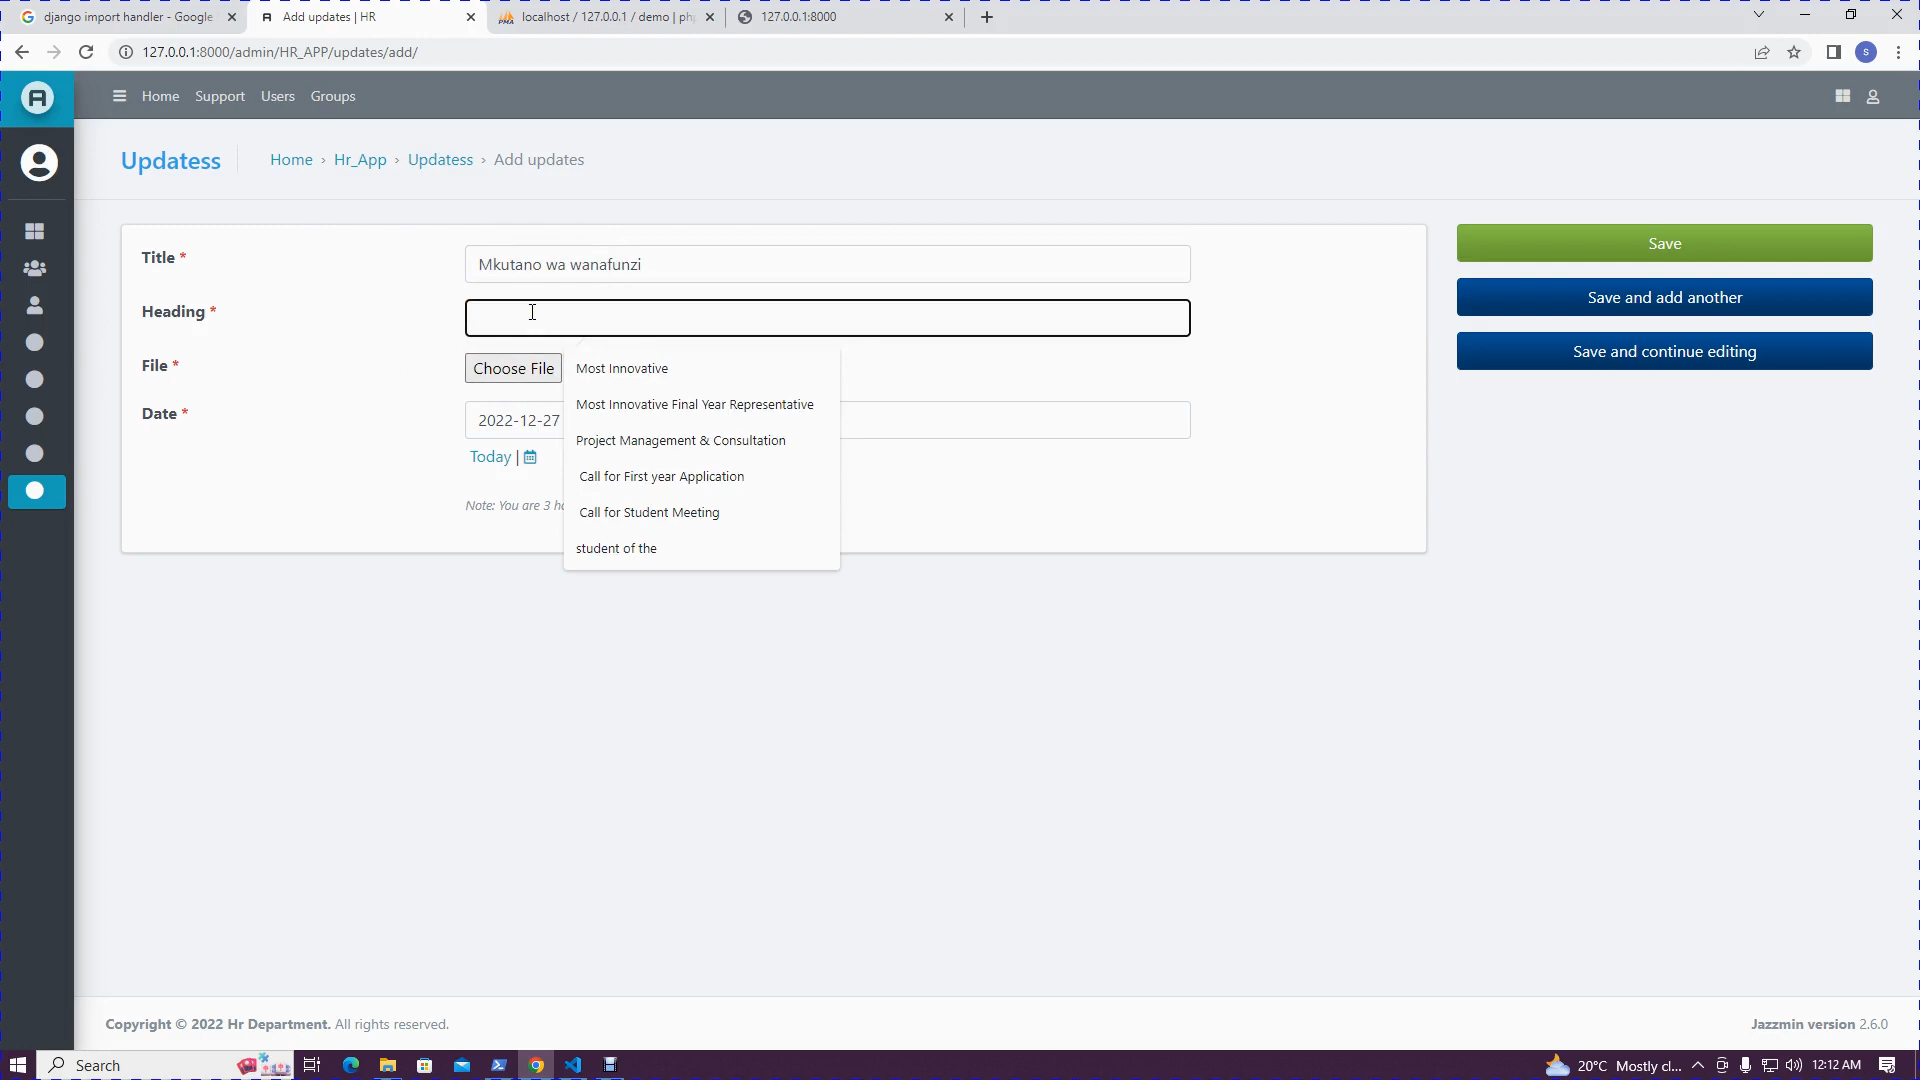 django import handler - Google
Add updates | HR
localhost / 127.0.0.1 / demo | ph
127.0.0.1:8000
127.0.0.1:8000/admin/HR_APP/updates/add/
S
Home Support Users Groups
Updatess
Home › Hr_App › Updatess › Add updates
Title *
Mkutano wa wanafunzi
Save
Heading *
Save and add another
File *
Choose File
Most Innovative
Save and continue editing
Most Innovative Final Year Representative
Date *
2022-12-27
Project Management & Consultation
Today |
Call for First year Application
Note: You are 3 h
Call for Student Meeting
student of the
Copyright © 2022 Hr Department. All rights reserved.
Jazzmin version 2.6.0
Search
20°C Mostly cl...
12:12 AM